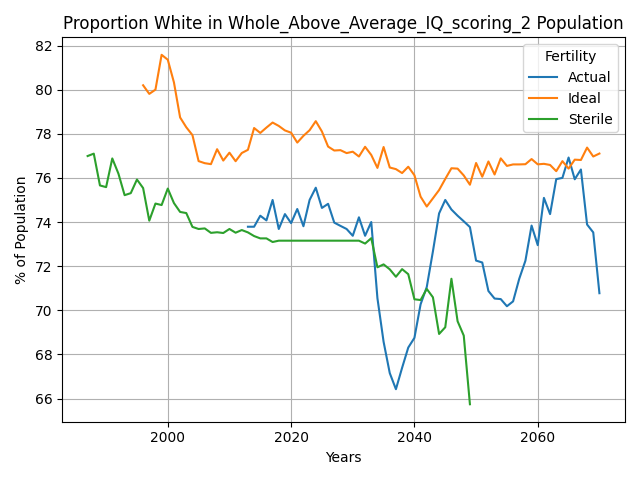 Proportion White in Whole_Above_Average_IQ_scoring_2 Population
Fertility
Actual
Ideal
Sterile
% of Population
82
80
78
76
74
72
70
68
66
2000
2020
2040
2060
Years